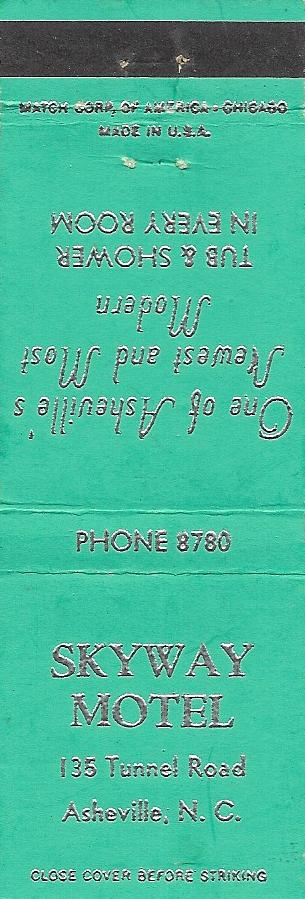 MATCH CORP. OF AMERICA - CHICAGO
MADE IN U.S.A.
One of Asheville's
Newest and Most
Modern
TUB & SHOWER
IN EVERY ROOM
PHONE 8780
SKYWAY
MOTEL
135 Tunnel Road
Asheville, N. C.
CLOSE COVER BEFORE STRIKING